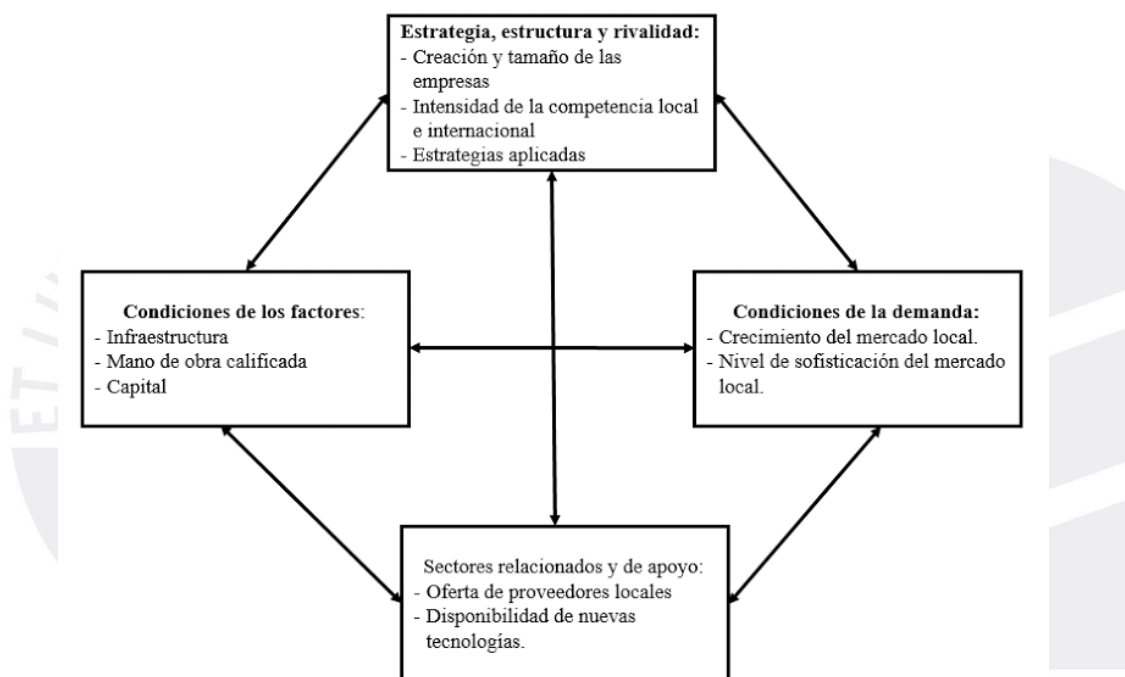 Estrategia, estructura y rivalidad:
- Creación y tamaño de las
empresas
- Intensidad de la competencia local
e internacional
- Estrategias aplicadas
Condiciones de los factores:
- Infraestructura
- Mano de obra calificada
- Capital
Condiciones de la demanda:
- Crecimiento del mercado local.
- Nivel de sofisticación del mercado
local.
Sectores relacionados y de apoyo:
- Oferta de proveedores locales
- Disponibilidad de nuevas
tecnologías.
ET